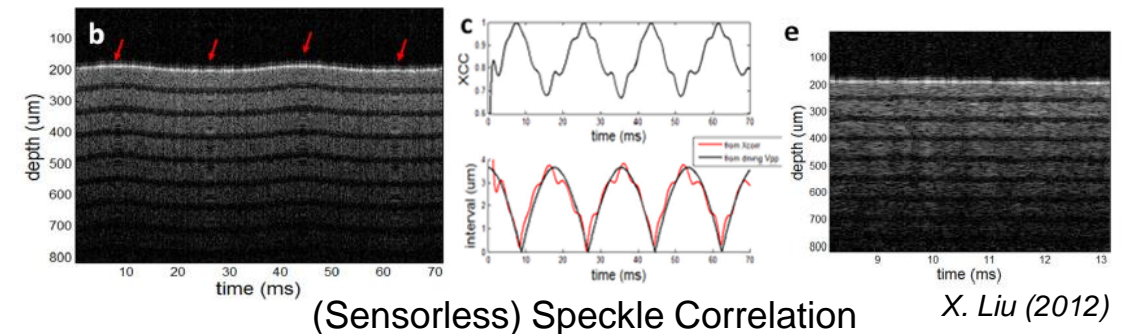 b
100
200
300
400
500
600
700
800
depth (um)
10 20 30 40 50 60 70
time (ms)
c
1
0.9
0.8
0.7
0.6
XCC
0 10 20 30 40 50 60 70
time (ms)
from Xcorr
from driving Vpp
4
3
2
1
0
interval (um)
0 10 20 30 40 50 60 70
time (ms)
e
100
200
300
400
500
600
700
800
depth (um)
9 10 11 12 13
time (ms)
(Sensorless) Speckle Correlation
X. Liu (2012)